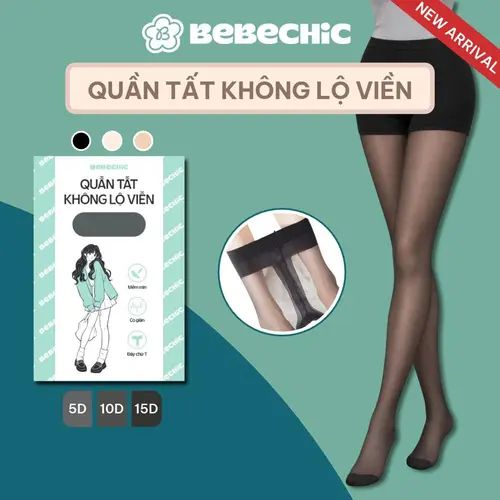 BEBECHIC
NEW ARRIVAL
QUẦN TẤT KHÔNG LỘ VIỀN
BEBECHIC
QUẦN TẤT
KHÔNG LỘ VIỀN
Mềm mịn
Co giãn
Đáy chữ T
BEBECHIC
5D
10D
15D